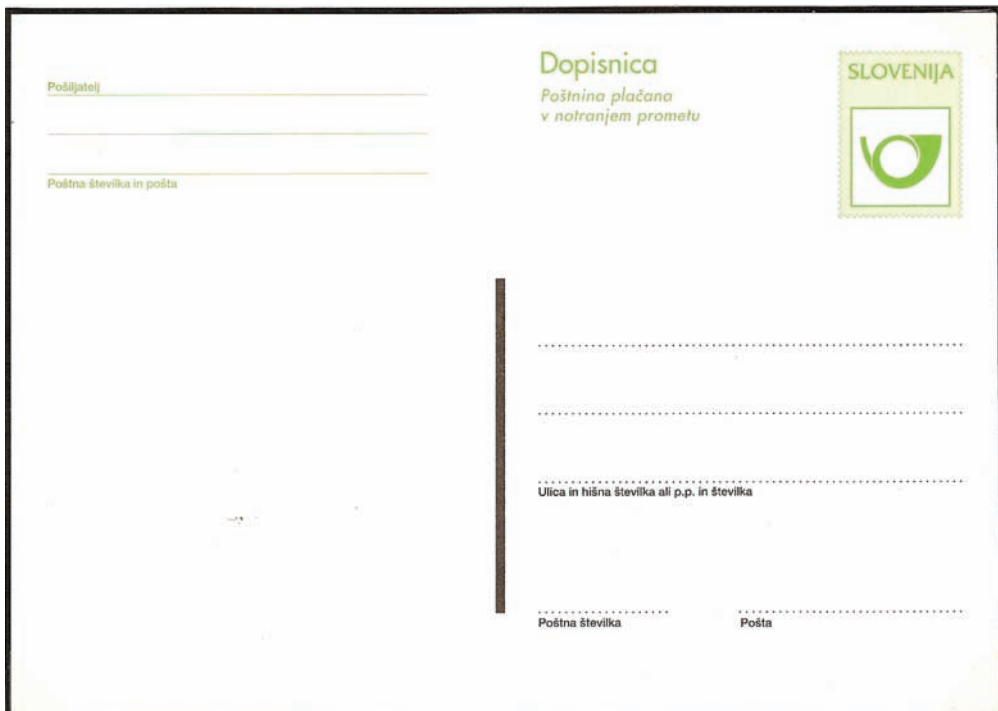 Pošiljatelj
Poštna številka in pošta
Dopisnica
Poštnina plačana
v notranjem prometu
SLOVENIJA
Ulica in hišna številka ali p.p. in številka
Poštna številka
Pošta